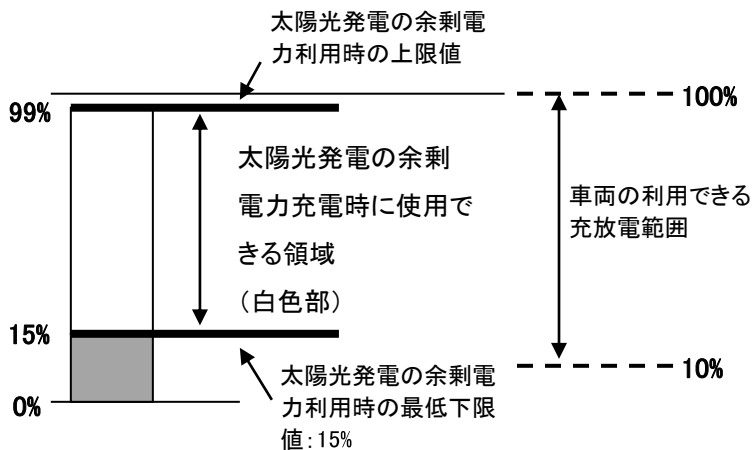 太陽光発電の余剰電
力利用時の上限値
100%
99%
太陽光発電の余剰
電力充電時に使用で
きる領域
（白色部）
車両の利用できる
充放電範囲
15%
10%
太陽光発電の余剰電
力利用時の最低下限
値：15%
0%